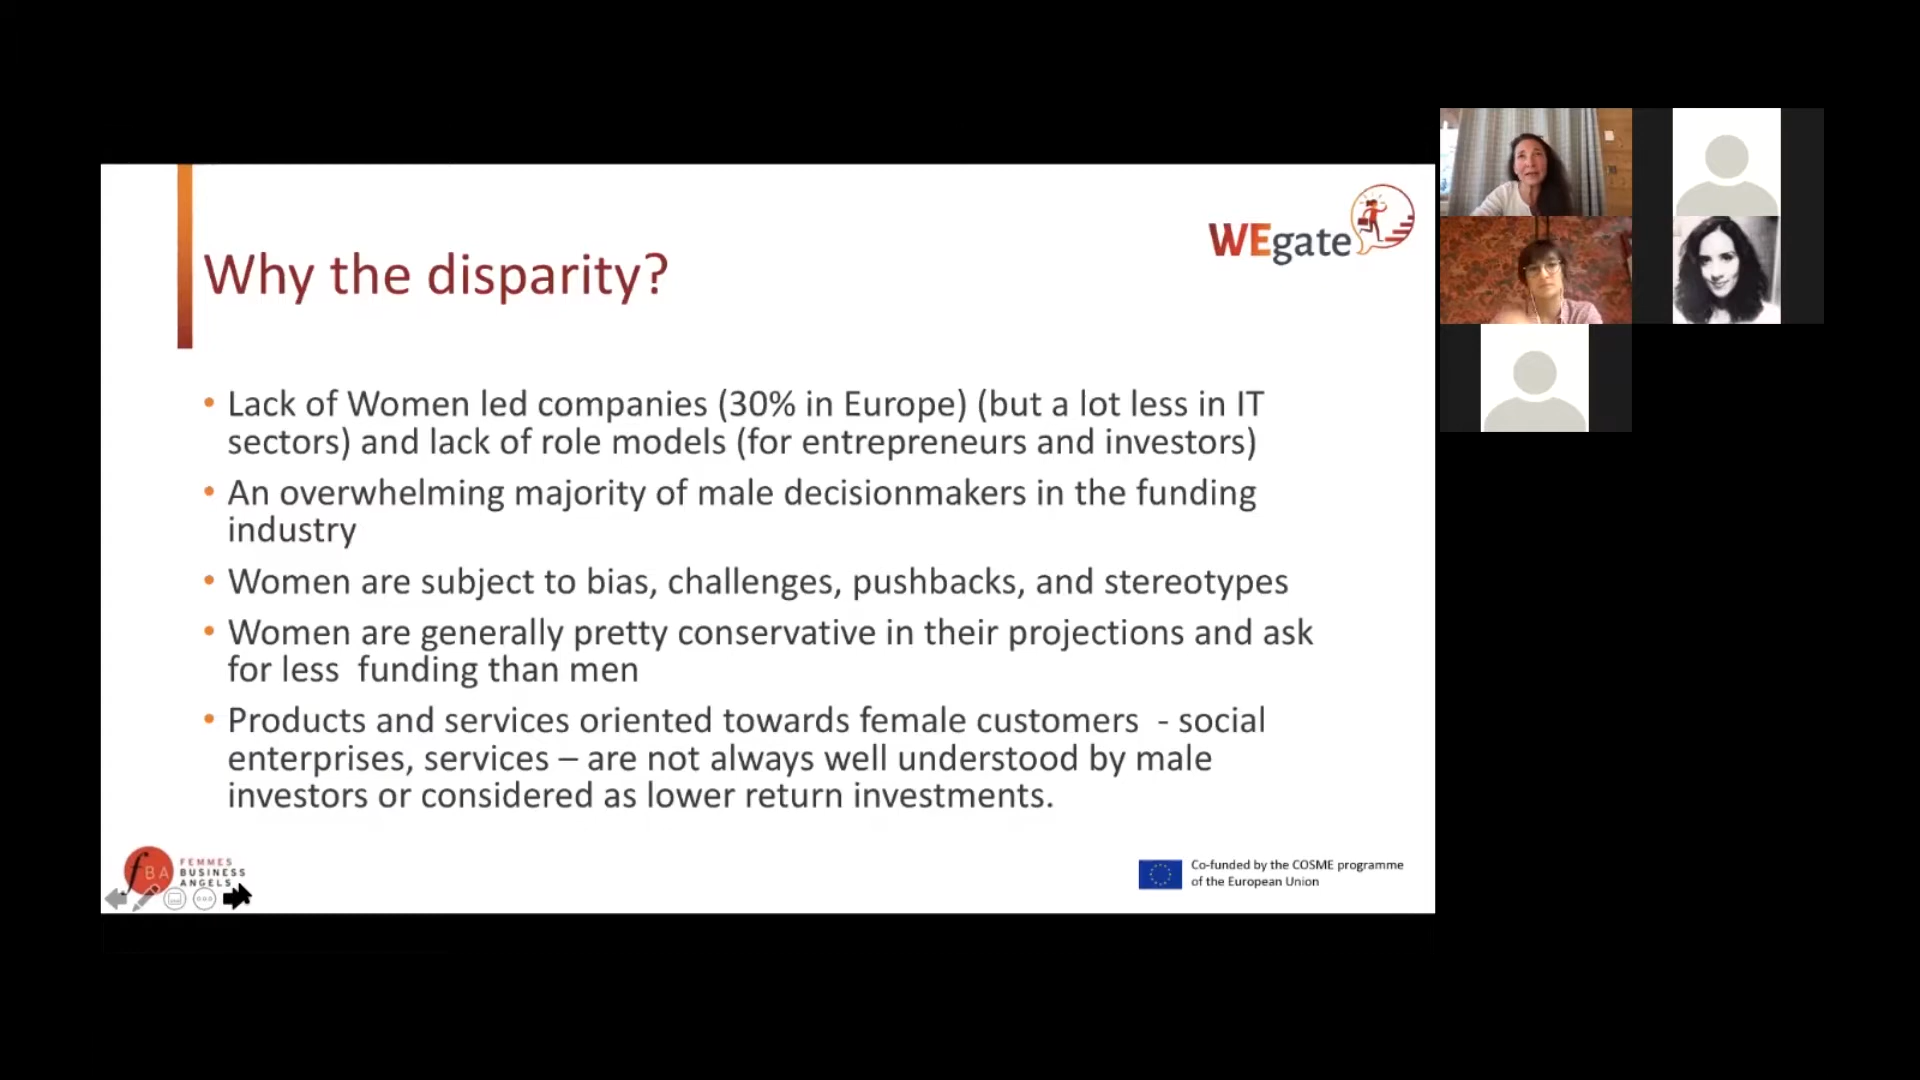 WEgate
Why the disparity?
• Lack of Women led companies (30% in Europe) (but a lot less in IT
sectors) and lack of role models (for entrepreneurs and investors)
• An overwhelming majority of male decisionmakers in the funding
industry
• Women are subject to bias, challenges, pushbacks, and stereotypes
• Women are generally pretty conservative in their projections and ask
for less  funding than men
• Products and services oriented towards female customers  - social
enterprises, services – are not always well understood by male
investors or considered as lower return investments.
fBA
FEMMES
BUSINESS
ANGELS
Co-funded by the COSME programme
of the European Union